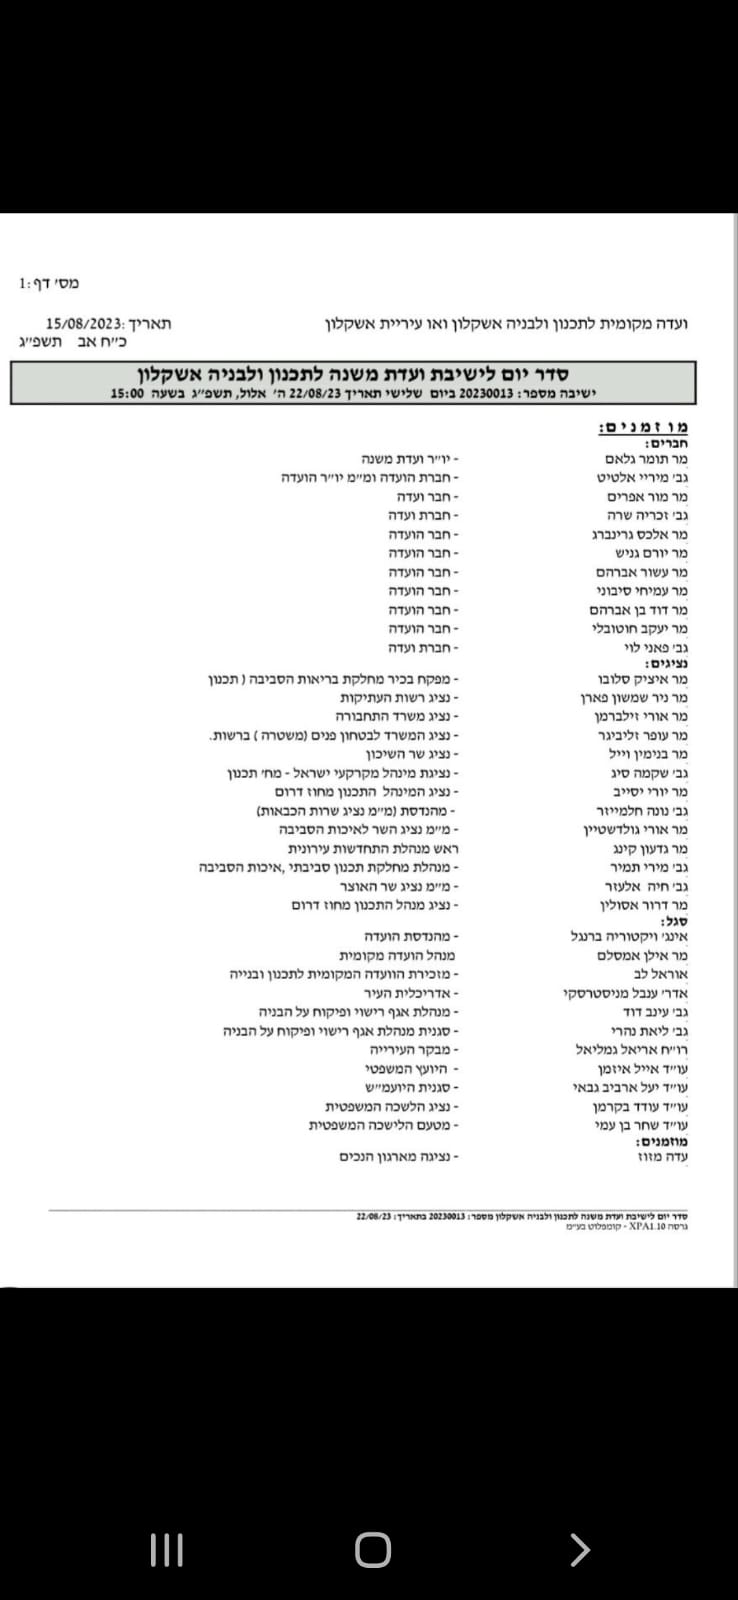 מס׳ דף :1
ועדה מקומית לתכנון ולבניה אשקלון ואו עיריית אשקלון תאריך :15/08/2023
כ״ח אב תשפ״ג
סדר יום לישיבת ועדת משנה לתכנון ולבניה אשקלון
ישיבה מספר: 20230013 ביום שלישי תאריך 22/08/23 ה׳ אלול, תשפ״ג בשעה 15:00
מוזמנים:
חברים:
מר תומר גלאם - יו״ר ועדת משנה
גב׳ מיריי אלטיט - חברת הועדה ומ״מ יו״ר הועדה
מר מור אפרים - חבר ועדה
גב׳ זכריה שרה - חברת ועדה
מר אלכס גרינברג - חבר הועדה
מר יורם גניש - חבר הועדה
מר עשור אברהם - חבר הועדה
מר עמיחי סיבוני - חבר הועדה
מר דוד בן אברהם - חבר הועדה
מר יעקב חוטובלי - חבר הועדה
גב׳ פאני לוי - חברת ועדה
נציגים:
מר איציק סלובו - מפקח בכיר מחלקת בריאות הסביבה ( תכנון
מר ניר שמשון פארן - נציג רשות העתיקות
מר אורי זילברמן - נציג משרד התחבורה
מר עופר זליביגר - נציג המשרד לבטחון פנים (משטרה ) ברשות.
מר בנימין וייל - נציג שר השיכון
גב׳ שקמה סיג - נציגת מינהל מקרקעי ישראל - מח׳ תכנון
מר יורי יסייב - נציג המינהל התכנון מחוז דרום
גב׳ נונה חלמייזר - מהנדסת (מ״מ נציג שרות הכבאות)
מר אורי גולדשטיין - מ״מ נציג השר לאיכות הסביבה
מר גדעון קינג ראש מנהלת התחדשות עירונית
גב׳ מירי תמיר - מנהלת מחלקת תכנון סביבתי ,איכות הסביבה
גב׳ חיה אלעזר - מ״מ נציג שר האוצר
מר דרור אסולין - נציג מנהל התכנון מחוז דרום
סגל:
אינג׳ ויקטוריה ברנגל - מהנדסת הועדה
מר אילן אמסלם מנהל הועדה מקומית
אוראל לב - מזכירת הוועדה המקומית לתכנון ובנייה
אדר׳ ענבל מניסטרסקי - אדריכלית העיר
גב׳ עינב דוד - מנהלת אגף רישוי ופיקוח על הבניה
גב׳ ליאת נהרי - סגנית מנהלת אגף רישוי ופיקוח על הבניה
רו״ח אריאל גמליאל - מבקר העירייה
עו״ד אייל איזמן - היועץ המשפטי
עו״ד יעל ארביב גבאי - סגנית היועמ״ש
עו״ד עודד בקרמן - נציג הלשכה המשפטית
עו״ד שחר בן עמי - מטעם הלישכה המשפטית
מוזמנים:
עדה מזוז - נציגה מארגון הנכים
סדר יום לישיבת ועדת משנה לתכנון ולבניה אשקלון מספר: 20230013 בתאריך: 22/08/23
גרסה XPA1.10 - קומפלוט בע״מ